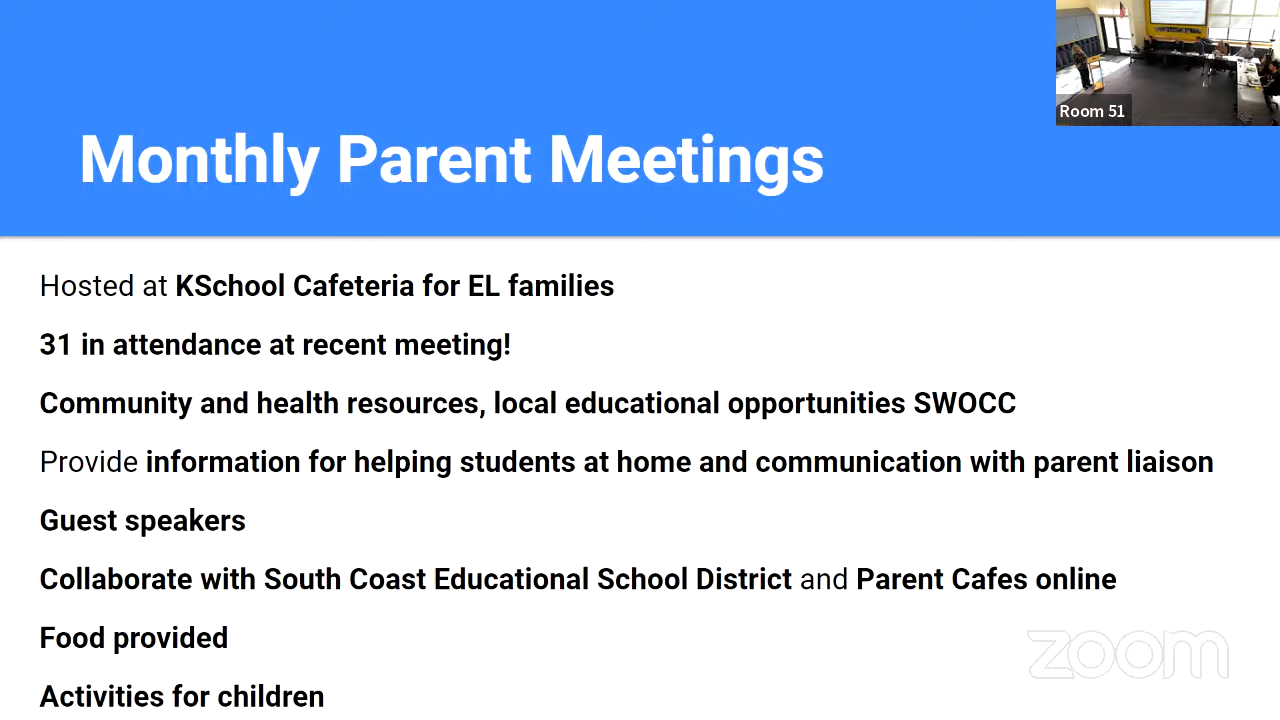 Room 51
Monthly Parent Meetings
Hosted at KSchool Cafeteria for EL families
31 in attendance at recent meeting!
Community and health resources, local educational opportunities SWOCC
Provide information for helping students at home and communication with parent liaison
Guest speakers
Collaborate with South Coast Educational School District and Parent Cafes online
Food provided
Activities for children
zoom